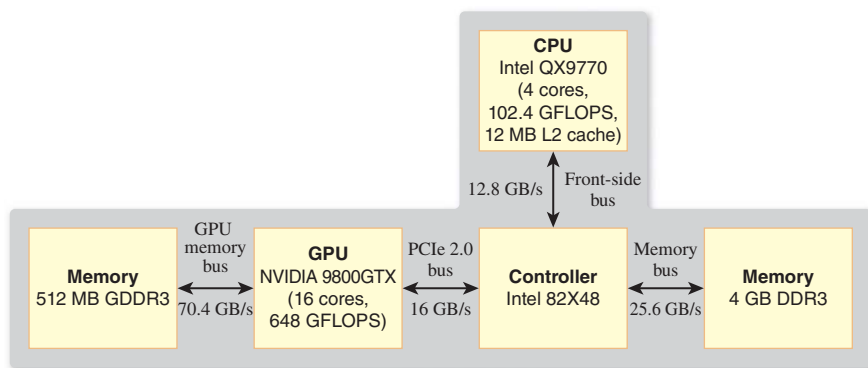 CPU
Intel QX9770
(4 cores,
102.4 GFLOPS,
12 MB L2 cache)
12.8 GB/s
Front-side
bus
Memory
512 MB GDDR3
GPU
memory
bus
70.4 GB/s
GPU
NVIDIA 9800GTX
(16 cores,
648 GFLOPS)
PCIe 2.0
bus
16 GB/s
Controller
Intel 82X48
Memory
bus
25.6 GB/s
Memory
4 GB DDR3